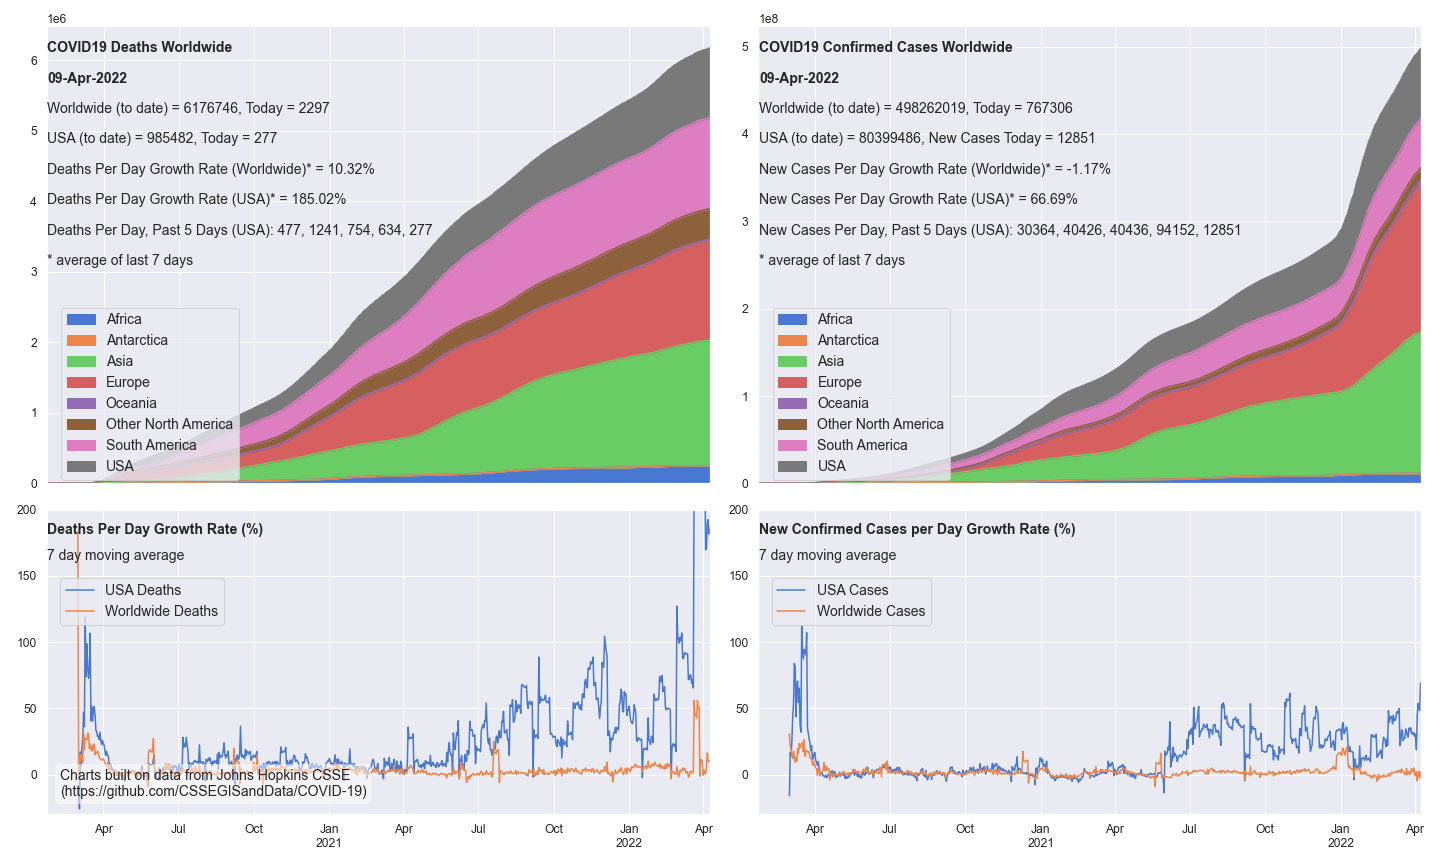 1e6
COVID19 Deaths Worldwide
09-Apr-2022
Worldwide (to date) = 6176746, Today = 2297
USA (to date) = 985482, Today = 277
Deaths Per Day Growth Rate (Worldwide)* = 10.32%
Deaths Per Day Growth Rate (USA)* = 185.02%
Deaths Per Day, Past 5 Days (USA): 477, 1241, 754, 634, 277
* average of last 7 days
Africa
Antarctica
Asia
Europe
Oceania
Other North America
South America
USA
6
5
4
3
2
1
0
1e8
COVID19 Confirmed Cases Worldwide
09-Apr-2022
Worldwide (to date) = 498262019, Today = 767306
USA (to date) = 80399486, New Cases Today = 12851
New Cases Per Day Growth Rate (Worldwide)* = -1.17%
New Cases Per Day Growth Rate (USA)* = 66.69%
New Cases Per Day, Past 5 Days (USA): 30364, 40426, 40436, 94152, 12851
* average of last 7 days
Africa
Antarctica
Asia
Europe
Oceania
Other North America
South America
USA
5
4
3
2
1
0
Deaths Per Day Growth Rate (%)
7 day moving average
USA Deaths
Worldwide Deaths
200
150
100
50
0
Charts built on data from Johns Hopkins CSSE
(https://github.com/CSSEGISandData/COVID-19)
Apr Jul Oct Jan Apr Jul Oct Jan Apr
2021 2022
New Confirmed Cases per Day Growth Rate (%)
7 day moving average
USA Cases
Worldwide Cases
200
150
100
50
0
Apr Jul Oct Jan Apr Jul Oct Jan Apr
2021 2022